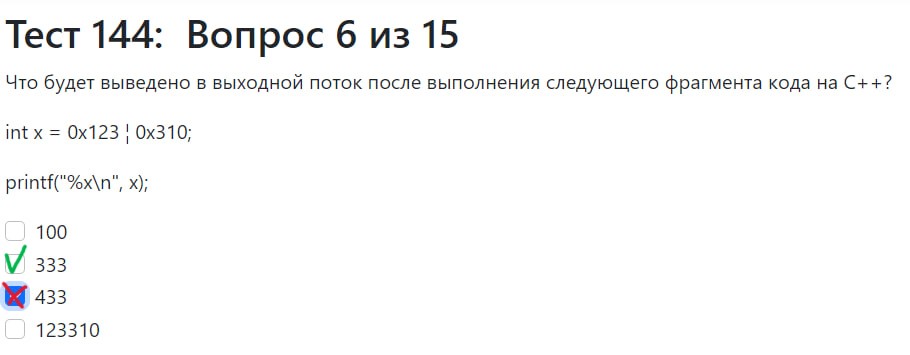 Тест 144: Вопрос 6 из 15
Что будет выведено в выходной поток после выполнения следующего фрагмента кода на C++?
int x = 0x123 ¦ 0x310;
printf("%x\n", x);
100
333
433
123310